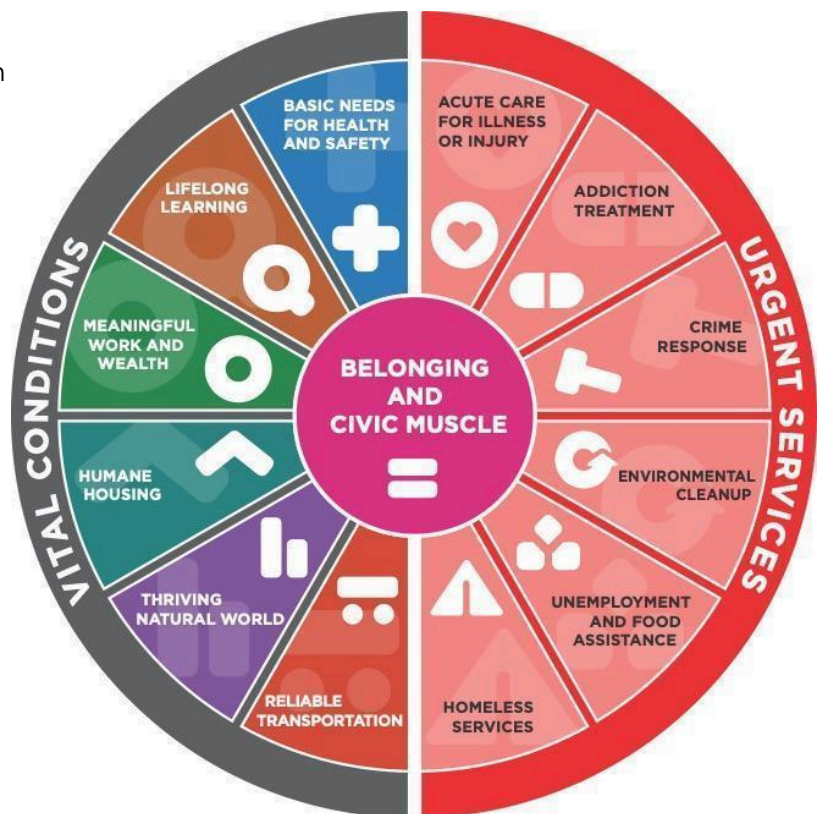 n
BASIC NEEDS
FOR HEALTH
AND SAFETY
LIFELONG
LEARNING
MEANINGFUL
WORK AND
WEALTH
HUMANE
HOUSING
THRIVING
NATURAL WORLD
RELIABLE
TRANSPORTATION
VITAL CONDITIONS
BELONGING
AND
CIVIC MUSCLE
ACUTE CARE
FOR ILLNESS
OR INJURY
ADDICTION
TREATMENT
CRIME
RESPONSE
ENVIRONMENTAL
CLEANUP
UNEMPLOYMENT
AND FOOD
ASSISTANCE
HOMELESS
SERVICES
URGENT SERVICES